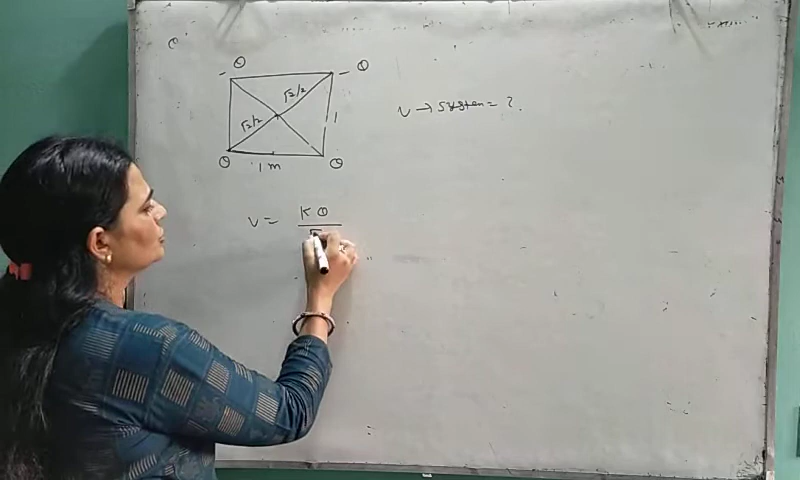 - Q - Q
√2/2
√2/2 1
Q Q
1 m
V → System = ?
V = KQ